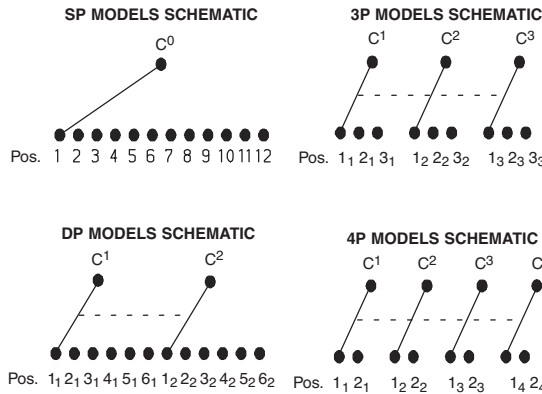 SP MODELS SCHEMATIC
C⁰
Pos. 1 2 3 4 5 6 7 8 9 10 11 12
3P MODELS SCHEMATIC
C¹ C² C³
1₁ 2₁ 3₁ 1₂ 2₂ 3₂ 1₃ 2₃ 3₃
DP MODELS SCHEMATIC
C¹ C²
Pos. 1₁ 2₁ 3₁ 4₁ 5₁ 6₁ 1₂ 2₂ 3₂ 4₂ 5₂ 6₂
4P MODELS SCHEMATIC
C¹ C² C³ C
1₁ 2₁ 1₂ 2₂ 1₃ 2₃ 1₄ 2₄